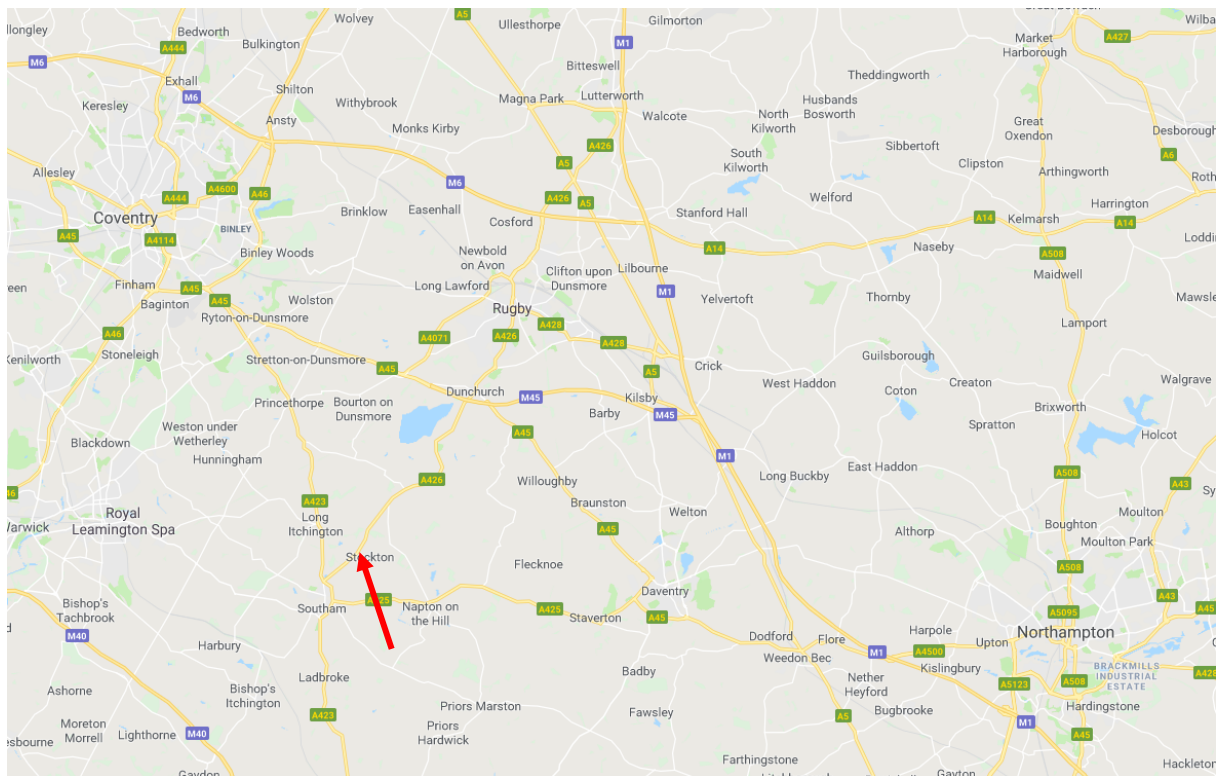 Wolvey
A5
Ullesthorpe
Gilmorton
Bedworth
A444
Bulkington
M1
Market
Harborough
A427
M6
Bitteswell
Exhall
M6
Shilton
Theddingworth
Keresley
Withybrook
Magna Park
Lutterworth
Husbands
Bosworth
Ansty
Monks Kirby
Walcote
North
Kilworth
Great
Oxendon
Desborough
A426
Sibbertoft
A6
A5
South
Kilworth
Clipston
Arthingworth
Allesley
M6
A444
A4600
A46
A426
A5
Welford
Harrington
Coventry
Brinklow
Easenhall
Cosford
Stanford Hall
A14
Kelmarsh
A14
A45
A4114
BINLEY
Binley Woods
Newbold
on Avon
A14
Naseby
A508
Finham
A45
Clifton upon
Dunsmore
Lilbourne
Maidwell
Baginton
A45
Wolston
Long Lawford
M1
Yelvertoft
Thornby
Ryton-on-Dunsmore
Rugby
A428
Lamport
A46
A4071
A426
A428
Stoneleigh
Stretton-on-Dunsmore
A45
Guilsborough
Crick
A5
West Haddon
Coton
Creaton
Walgrave
Princethorpe
Bourton on
Dunsmore
Dunchurch
M45
Kilsby
Barby
M45
Brixworth
Weston under
Wetherley
A45
Spratton
Holcot
Blackdown
Hunningham
M1
East Haddon
A426
Willoughby
Long Buckby
A508
A43
A423
Braunston
Royal
Leamington Spa
Long
Itchington
Welton
Moulton
A45
Althorp
Boughton
Moulton Park
Stockton
Flecknoe
A508
Daventry
A43
Bishop's
Tachbrook
Southam
A425
Napton on
the Hill
A425
Staverton
A45
A5095
A45
M40
Harbury
Dodford
Flore
Harpole
Upton
Northampton
Weedon Bec
M1
A4500
Kislingbury
Badby
Ladbroke
Nether
Heyford
A5123
A508
BRACKMILLS
INDUSTRIAL
ESTATE
A428
Ashorne
Bishop's
Itchington
Priors Marston
Bugbrooke
Hardingstone
A423
Fawsley
A5
M1
Moreton
Morrell
Lighthorne
M40
Priors
Hardwick
A45
Farthingstone
Hackleton
Gaydon
Gayton